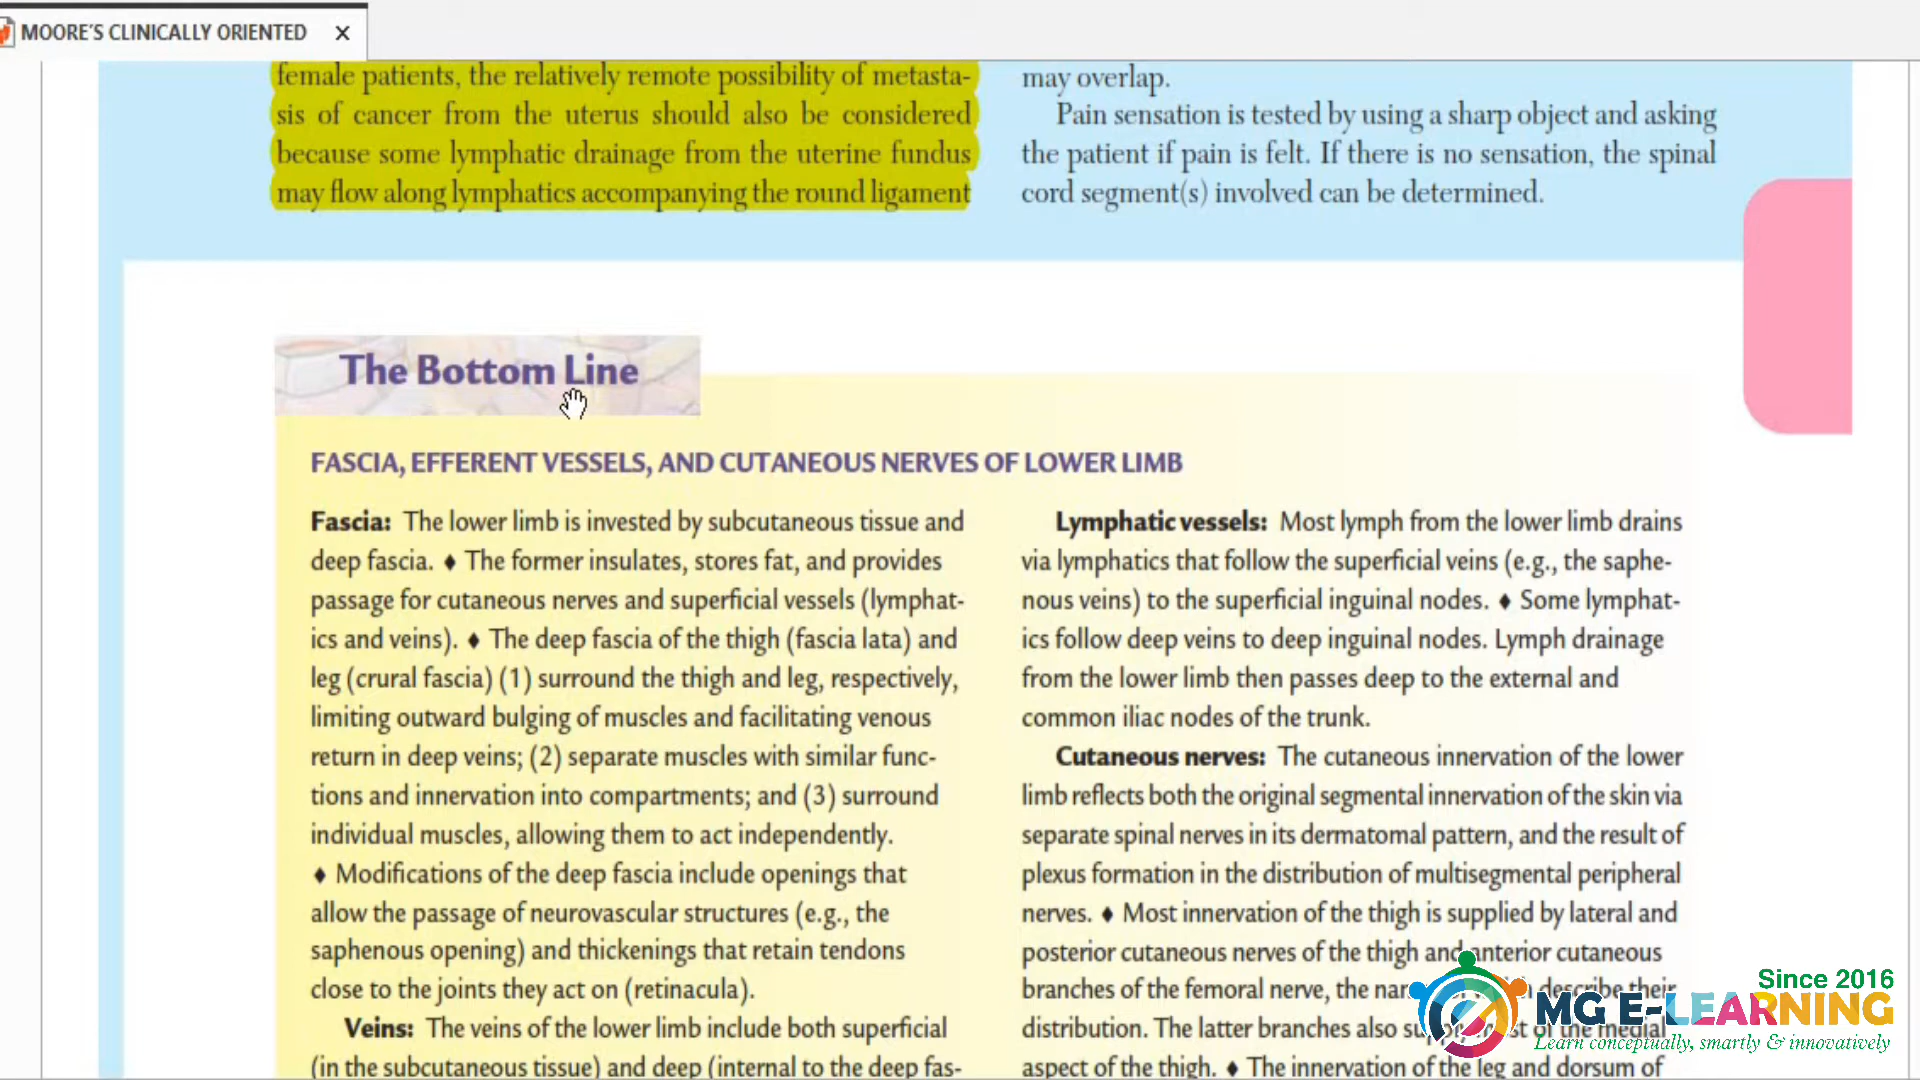 MOORE'S CLINICALLY ORIENTED
female patients, the relatively remote possibility of metasta-
sis of cancer from the uterus should also be considered
because some lymphatic drainage from the uterine fundus
may flow along lymphatics accompanying the round ligament
may overlap.
Pain sensation is tested by using a sharp object and asking
the patient if pain is felt. If there is no sensation, the spinal
cord segment(s) involved can be determined.
The Bottom Line
FASCIA, EFFERENT VESSELS, AND CUTANEOUS NERVES OF LOWER LIMB
Fascia: The lower limb is invested by subcutaneous tissue and
deep fascia. ♦ The former insulates, stores fat, and provides
passage for cutaneous nerves and superficial vessels (lymphat-
ics and veins). ♦ The deep fascia of the thigh (fascia lata) and
leg (crural fascia) (1) surround the thigh and leg, respectively,
limiting outward bulging of muscles and facilitating venous
return in deep veins; (2) separate muscles with similar func-
tions and innervation into compartments; and (3) surround
individual muscles, allowing them to act independently.
♦ Modifications of the deep fascia include openings that
allow the passage of neurovascular structures (e.g., the
saphenous opening) and thickenings that retain tendons
close to the joints they act on (retinacula).
Veins: The veins of the lower limb include both superficial
(in the subcutaneous tissue) and deep (internal to the deep fas-
Lymphatic vessels: Most lymph from the lower limb drains
via lymphatics that follow the superficial veins (e.g., the saphe-
nous veins) to the superficial inguinal nodes. ♦ Some lymphat-
ics follow deep veins to deep inguinal nodes. Lymph drainage
from the lower limb then passes deep to the external and
common iliac nodes of the trunk.
Cutaneous nerves: The cutaneous innervation of the lower
limb reflects both the original segmental innervation of the skin via
separate spinal nerves in its dermatomal pattern, and the result of
plexus formation in the distribution of multisegmental peripheral
nerves. ♦ Most innervation of the thigh is supplied by lateral and
posterior cutaneous nerves of the thigh and anterior cutaneous
branches of the femoral nerve, the describe their
distribution. The latter branches also of the medial
aspect of the thigh. ♦ The innervation of the leg and dorsum of
Since 2016
MG E-LEARNING
Learn conceptually, smartly & innovatively